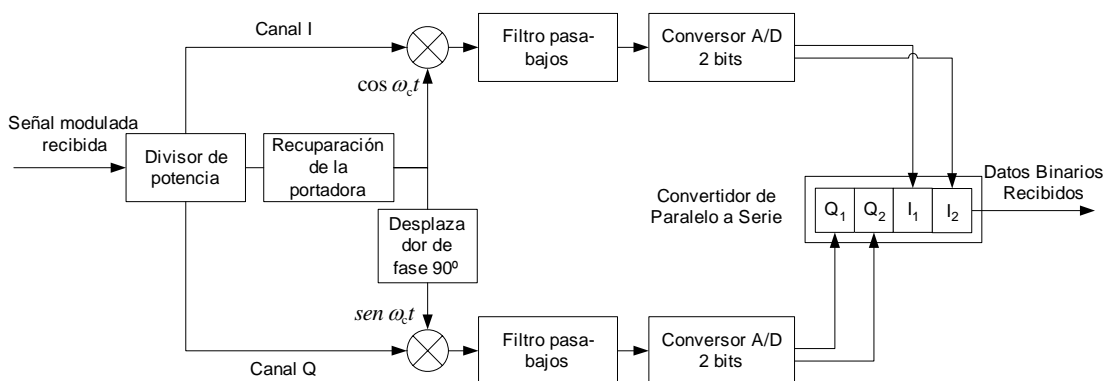 Canal I
Filtro pasa-
bajos
Conversor A/D
2 bits
cos ωct
Señal modulada
recibida
Divisor de
potencia
Recuparación
de la
portadora
Desplaza
dor de
fase 90º
Convertidor de
Paralelo a Serie
Q1 Q2 I1 I2
Datos Binarios
Recibidos
sen ωct
Filtro pasa-
bajos
Conversor A/D
2 bits
Canal Q